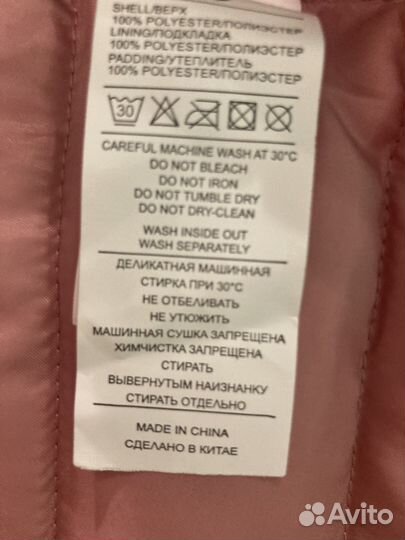 SHELL/ВЕРХ
100% POLYESTER/ПОЛИЭСТЕР
LINING/ПОДКЛАДКА
100% POLYESTER/ПОЛИЭСТЕР
PADDING/УТЕПЛИТЕЛЬ
100% POLYESTER/ПОЛИЭСТЕР
30
CAREFUL MACHINE WASH AT 30°C
DO NOT BLEACH
DO NOT IRON
DO NOT TUMBLE DRY
DO NOT DRY-CLEAN
WASH INSIDE OUT
WASH SEPARATELY
ДЕЛИКАТНАЯ МАШИННАЯ
СТИРКА ПРИ 30°C
НЕ ОТБЕЛИВАТЬ
НЕ УТЮЖИТЬ
МАШИННАЯ СУШКА ЗАПРЕЩЕНА
ХИМЧИСТКА ЗАПРЕЩЕНА
СТИРАТЬ
ВЫВЕРНУТЫМ НАИЗНАНКУ
СТИРАТЬ ОТДЕЛЬНО
MADE IN CHINA
СДЕЛАНО В КИТАЕ
Avito